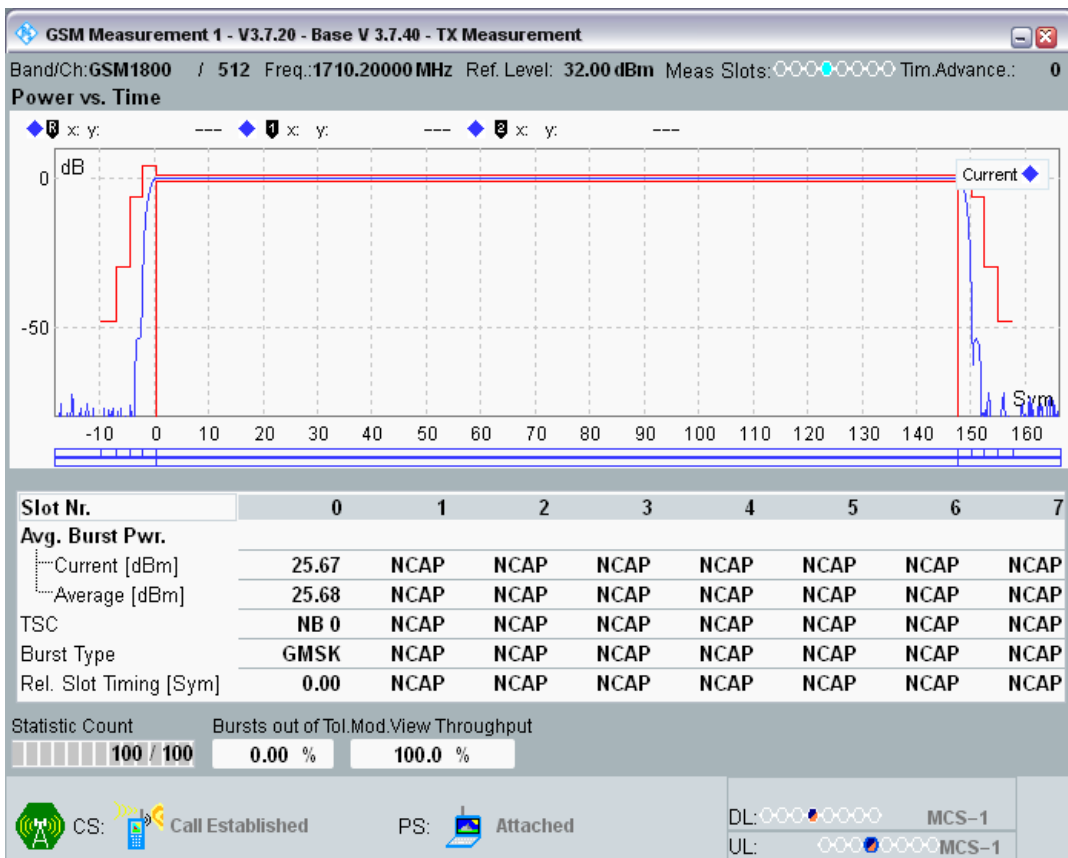 GSM Measurement 1 - V3.7.20 - Base V 3.7.40 - TX Measurement
Band/Ch:GSM1800 / 512 Freq.:1710.20000 MHz Ref. Level: 32.00 dBm Meas Slots: Tim.Advance.: 0
Power vs. Time
R x: y: --- 1 x: y: --- 2 x: y: ---
dB
Current
0
-50
Sym
-10 0 10 20 30 40 50 60 70 80 90 100 110 120 130 140 150 160
Slot Nr. 0 1 2 3 4 5 6 7
Avg. Burst Pwr.
Current [dBm] 25.67 NCAP NCAP NCAP NCAP NCAP NCAP NCAP
Average [dBm] 25.68 NCAP NCAP NCAP NCAP NCAP NCAP NCAP
TSC NB 0 NCAP NCAP NCAP NCAP NCAP NCAP NCAP
Burst Type GMSK NCAP NCAP NCAP NCAP NCAP NCAP NCAP
Rel. Slot Timing [Sym] 0.00 NCAP NCAP NCAP NCAP NCAP NCAP NCAP
Statistic Count Bursts out of Tol.Mod.View Throughput
100 / 100 0.00 % 100.0 %
CS: Call Established PS: Attached
DL: MCS-1
UL: MCS-1